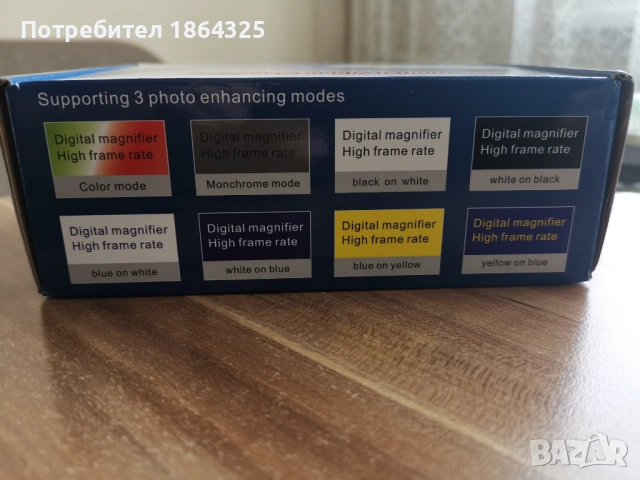 Потребител 1864325
Supporting 3 photo enhancing modes
Digital magnifier
High frame rate
Color mode
Digital magnifier
High frame rate
Monchrome mode
Digital magnifier
High frame rate
black on white
Digital magnifier
High frame rate
white on black
Digital magnifier
High frame rate
blue on white
Digital magnifier
High frame rate
white on blue
Digital magnifier
High frame rate
blue on yellow
Digital magnifier
High frame rate
yellow on blue
BAZAR